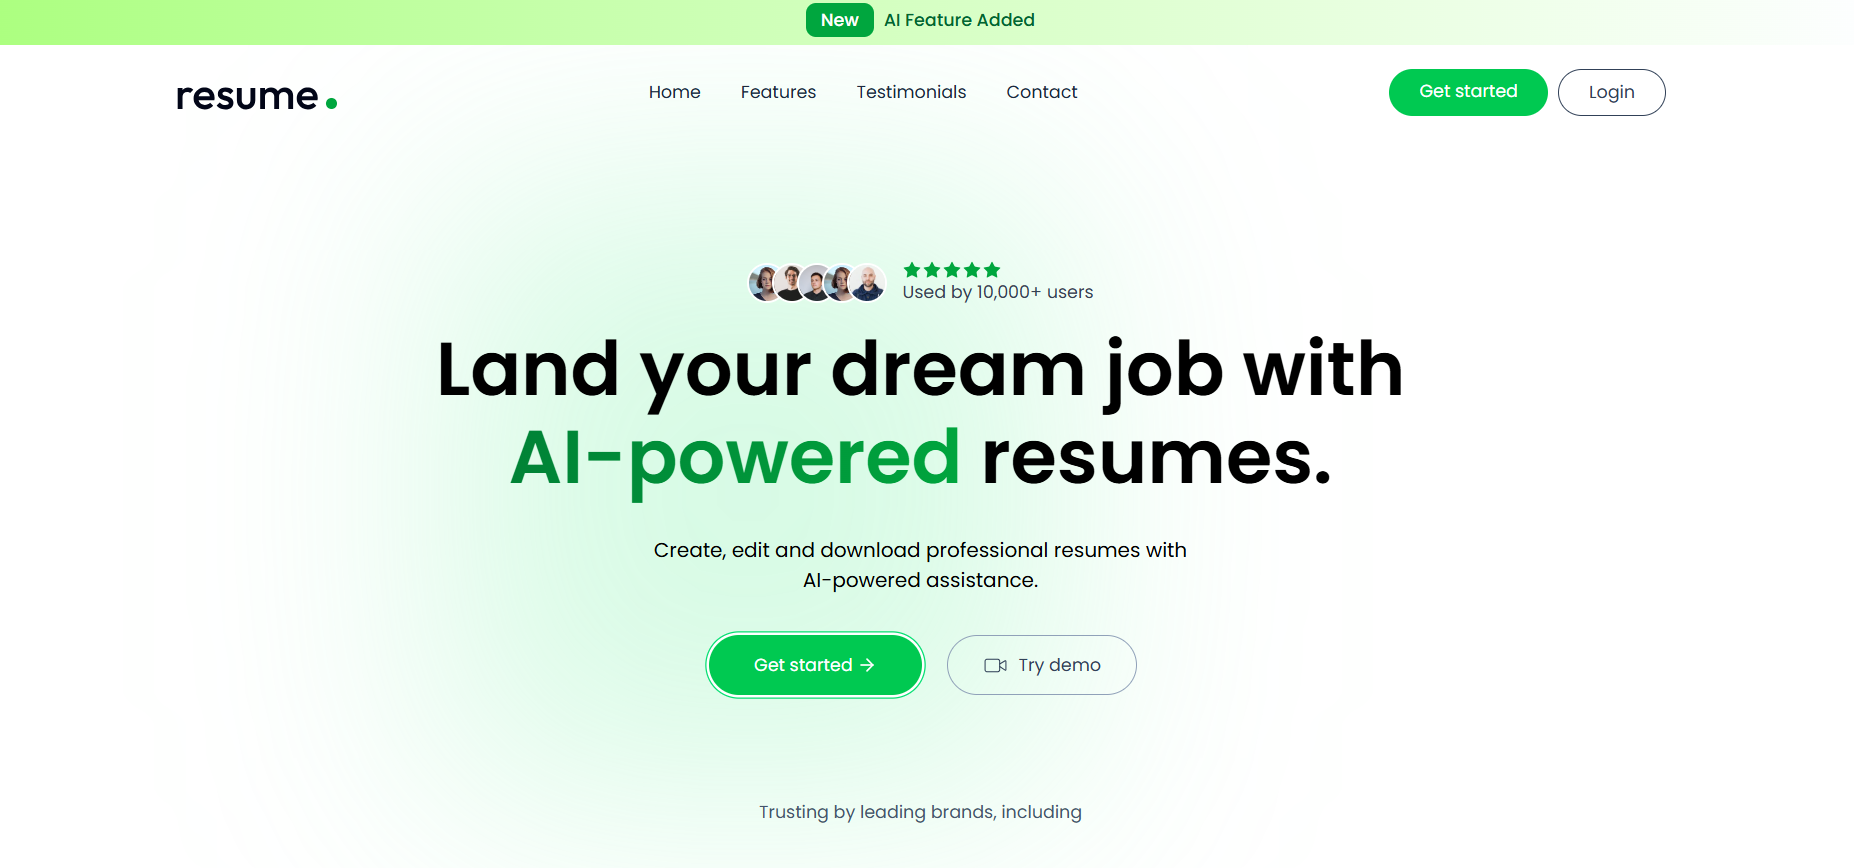 New AI Feature Added
resume.
Home Features Testimonials Contact
Get started Login
Used by 10,000+ users
Land your dream job with
AI-powered resumes.
Create, edit and download professional resumes with
AI-powered assistance.
Get started → Try demo
Trusting by leading brands, including